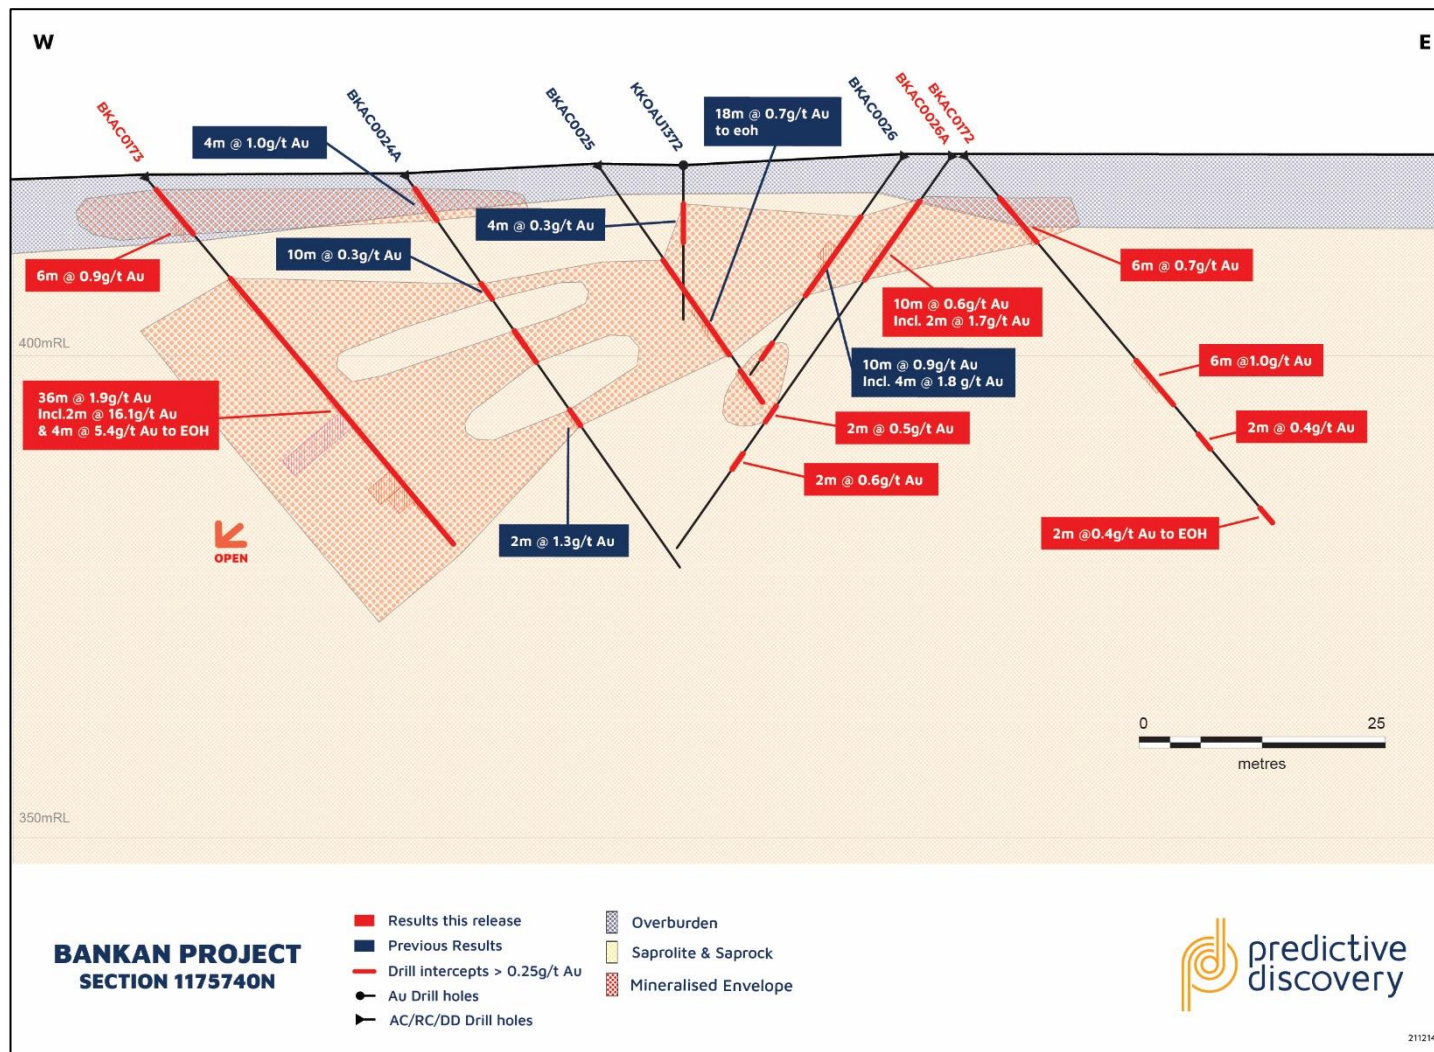 W
E
BKAC0173
BKAC0024A
BKAC0025
KKOAU1372
BKAC0026
BKAC0026A
BKAC0172
4m @ 1.0g/t Au
18m @ 0.7g/t Au
to eoh
4m @ 0.3g/t Au
10m @ 0.3g/t Au
6m @ 0.9g/t Au
6m @ 0.7g/t Au
10m @ 0.6g/t Au
Incl. 2m @ 1.7g/t Au
400mRL
10m @ 0.9g/t Au
Incl. 4m @ 1.8 g/t Au
6m @1.0g/t Au
36m @ 1.9g/t Au
Incl.2m @ 16.1g/t Au
& 4m @ 5.4g/t Au to EOH
2m @ 0.5g/t Au
2m @ 0.4g/t Au
2m @ 0.6g/t Au
2m @ 1.3g/t Au
2m @0.4g/t Au to EOH
OPEN
0 25
metres
350mRL
BANKAN PROJECT
SECTION 1175740N
Results this release
Previous Results
Drill intercepts > 0.25g/t Au
Au Drill holes
AC/RC/DD Drill holes
Overburden
Saprolite & Saprock
Mineralised Envelope
predictive
discovery
211214